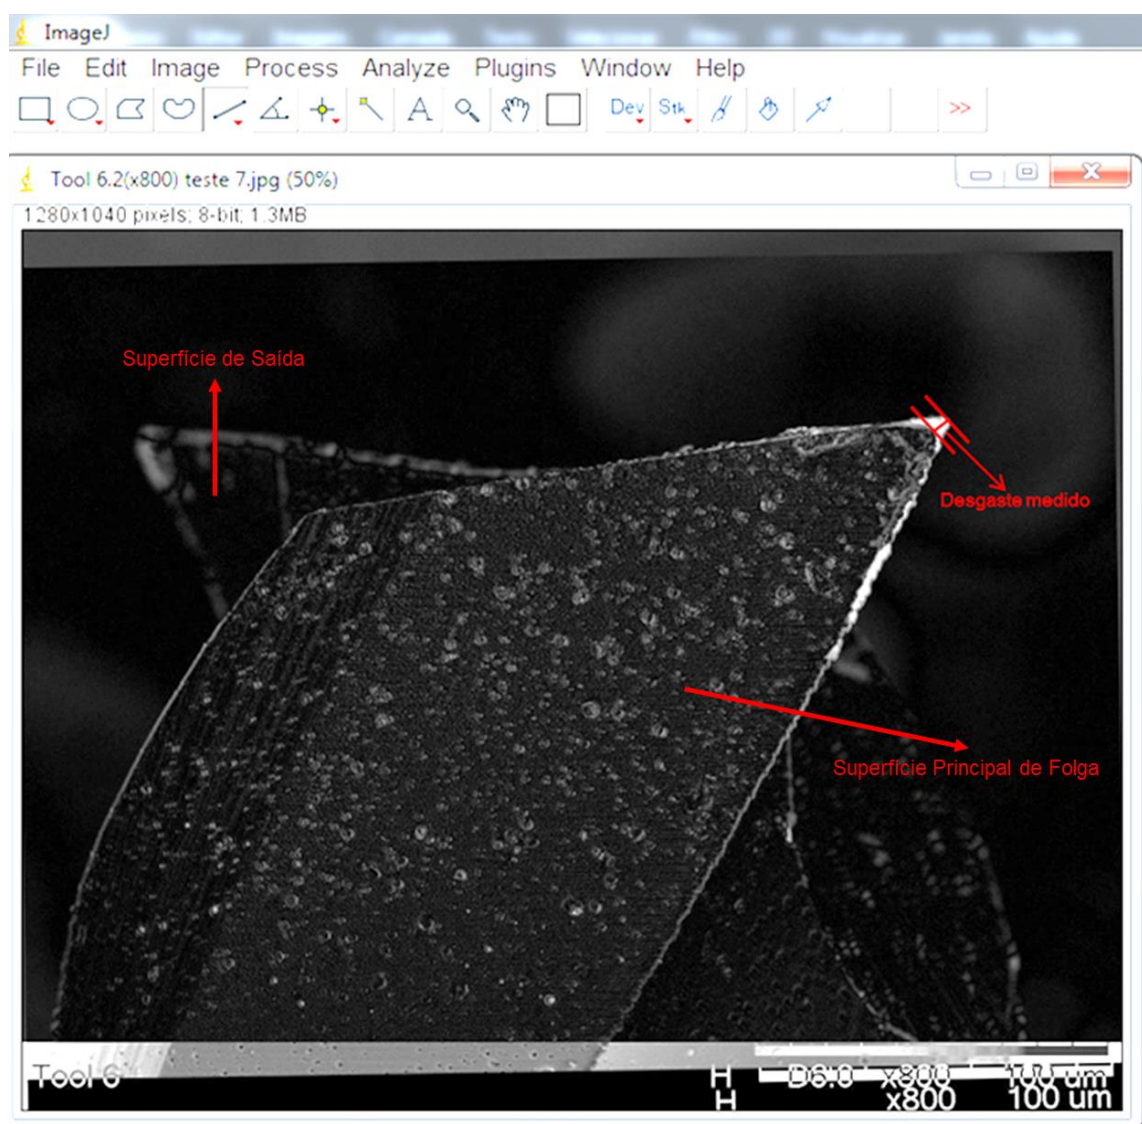 ImageJ
File Edit Image Process Analyze Plugins Window Help
Dev Stk >>
Tool 6.2(x800) teste 7.jpg (50%)
1280x1040 pixels; 8-bit; 1.3MB
Superfície de Saída
Desgaste medido
Superfície Principal de Folga
Tool 6 H D6.0 x800 100 um
H x800 100 um